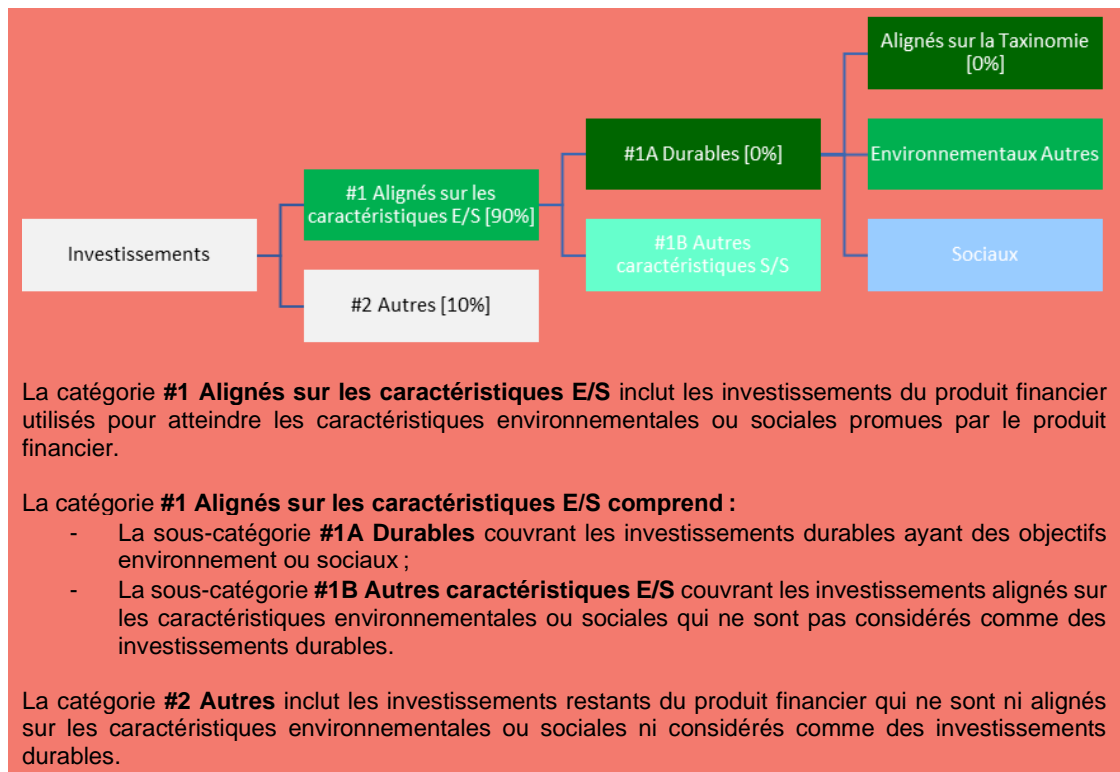 Alignés sur la Taxinomie
[0%]
#1A Durables [0%]
Environnementaux Autres
#1 Alignés sur les
caractéristiques E/S [90%]
Investissements
#1B Autres
caractéristiques S/S
Sociaux
#2 Autres [10%]
La catégorie #1 Alignés sur les caractéristiques E/S inclut les investissements du produit financier
utilisés pour atteindre les caractéristiques environnementales ou sociales promues par le produit
financier.
La catégorie #1 Alignés sur les caractéristiques E/S comprend :
- La sous-catégorie #1A Durables couvrant les investissements durables ayant des objectifs
environnement ou sociaux ;
- La sous-catégorie #1B Autres caractéristiques E/S couvrant les investissements alignés sur
les caractéristiques environnementales ou sociales qui ne sont pas considérés comme des
investissements durables.
La catégorie #2 Autres inclut les investissements restants du produit financier qui ne sont ni alignés
sur les caractéristiques environnementales ou sociales ni considérés comme des investissements
durables.